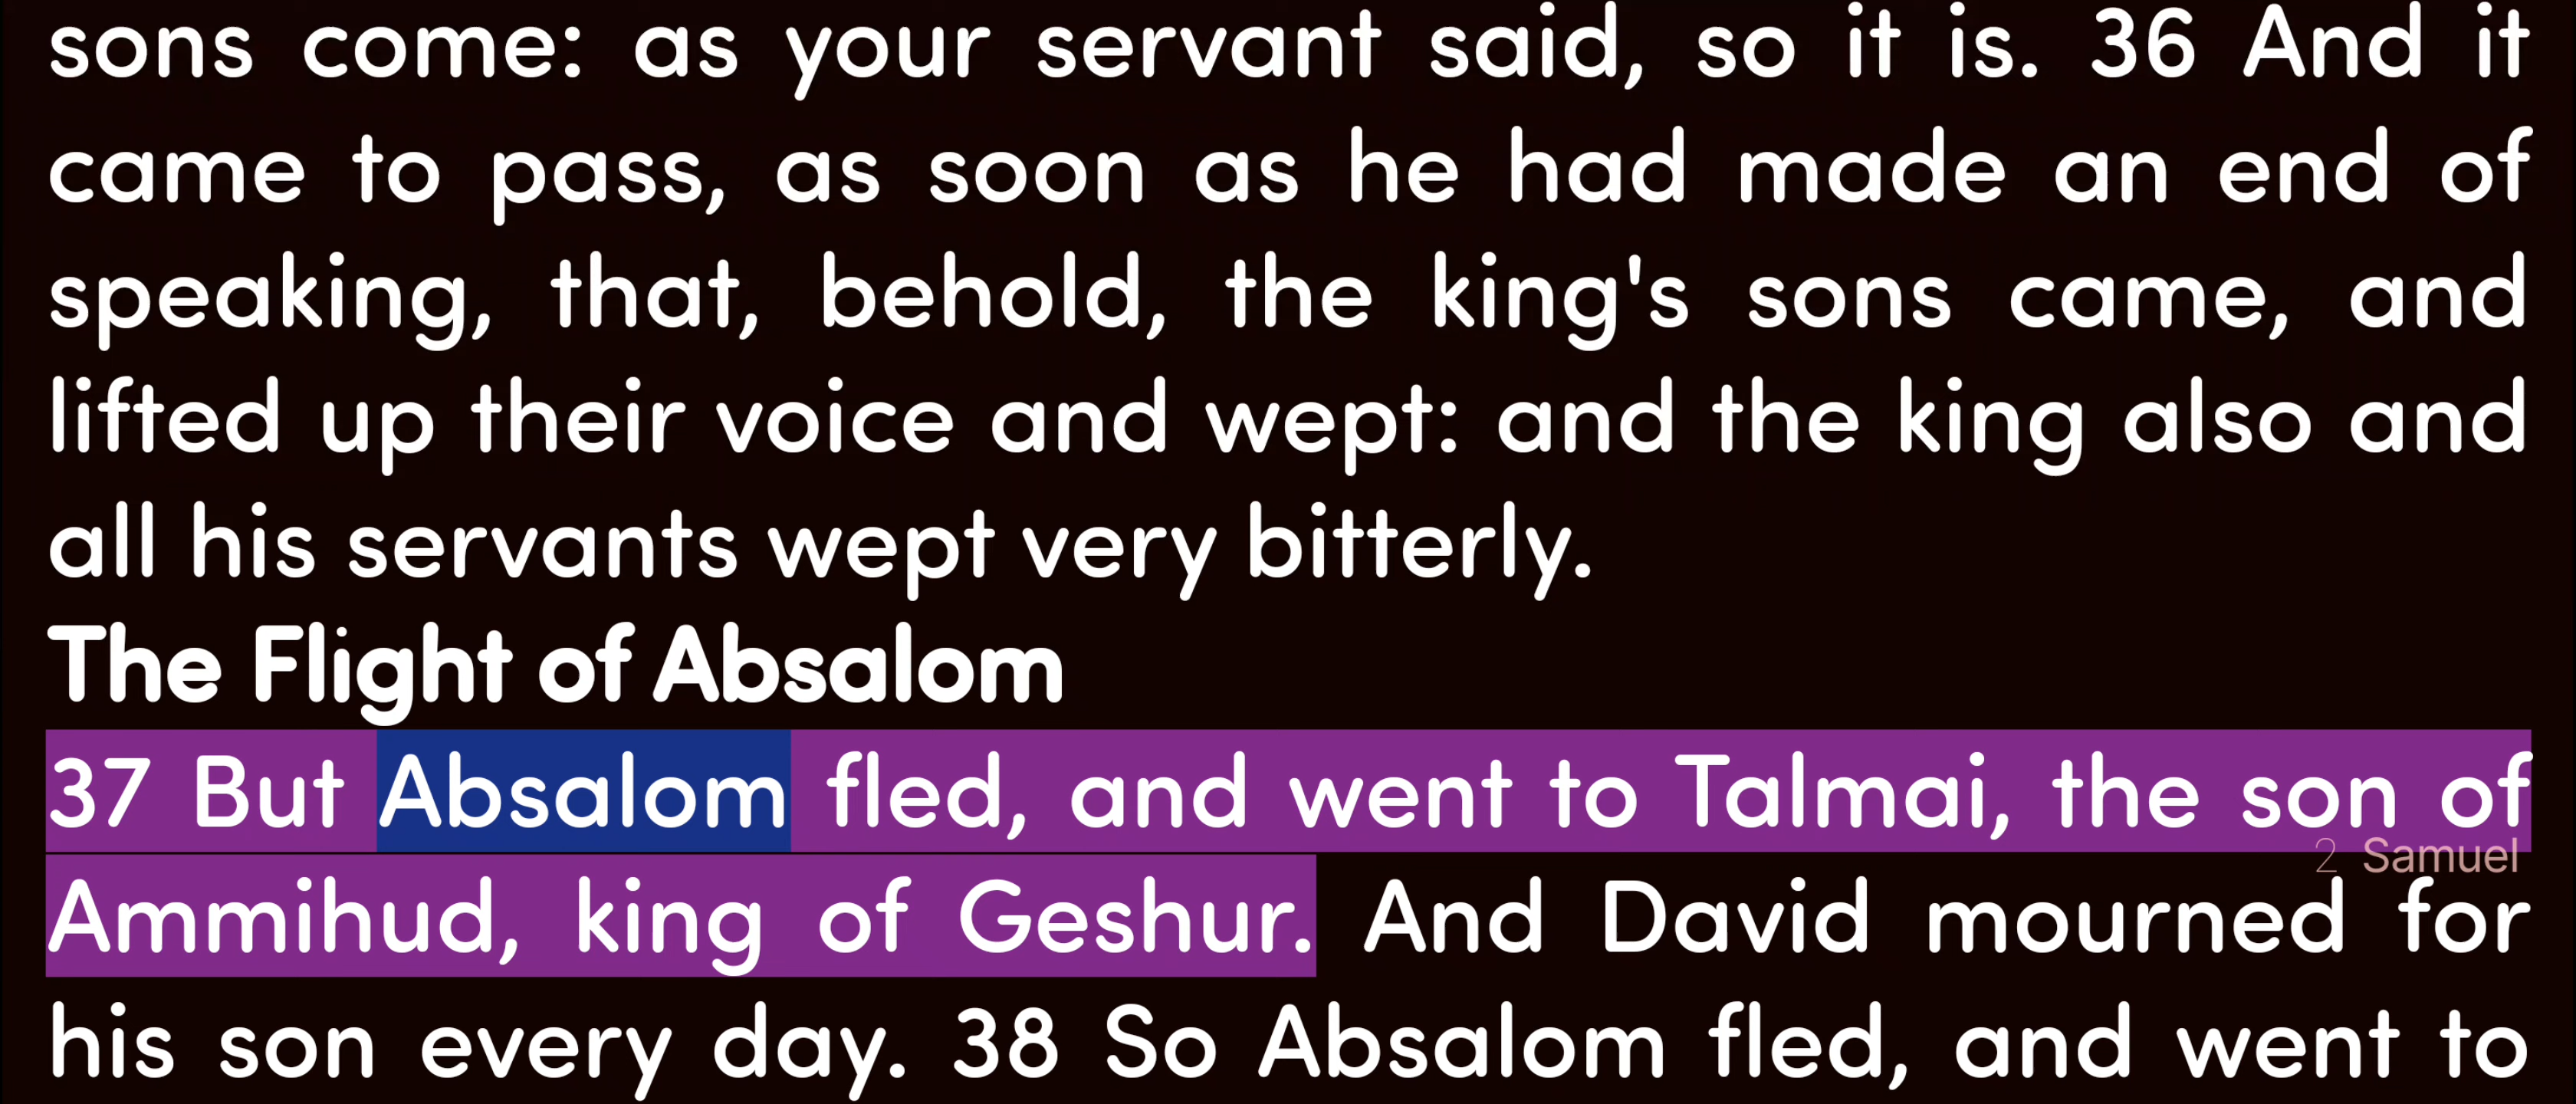 sons come: as your servant said, so it is. 36 And it
came to pass, as soon as he had made an end of
speaking, that, behold, the king's sons came, and
lifted up their voice and wept: and the king also and
all his servants wept very bitterly.
The Flight of Absalom
37 But Absalom fled, and went to Talmai, the son of
2 Samuel
Ammihud, king of Geshur. And David mourned for
his son every day. 38 So Absalom fled, and went to